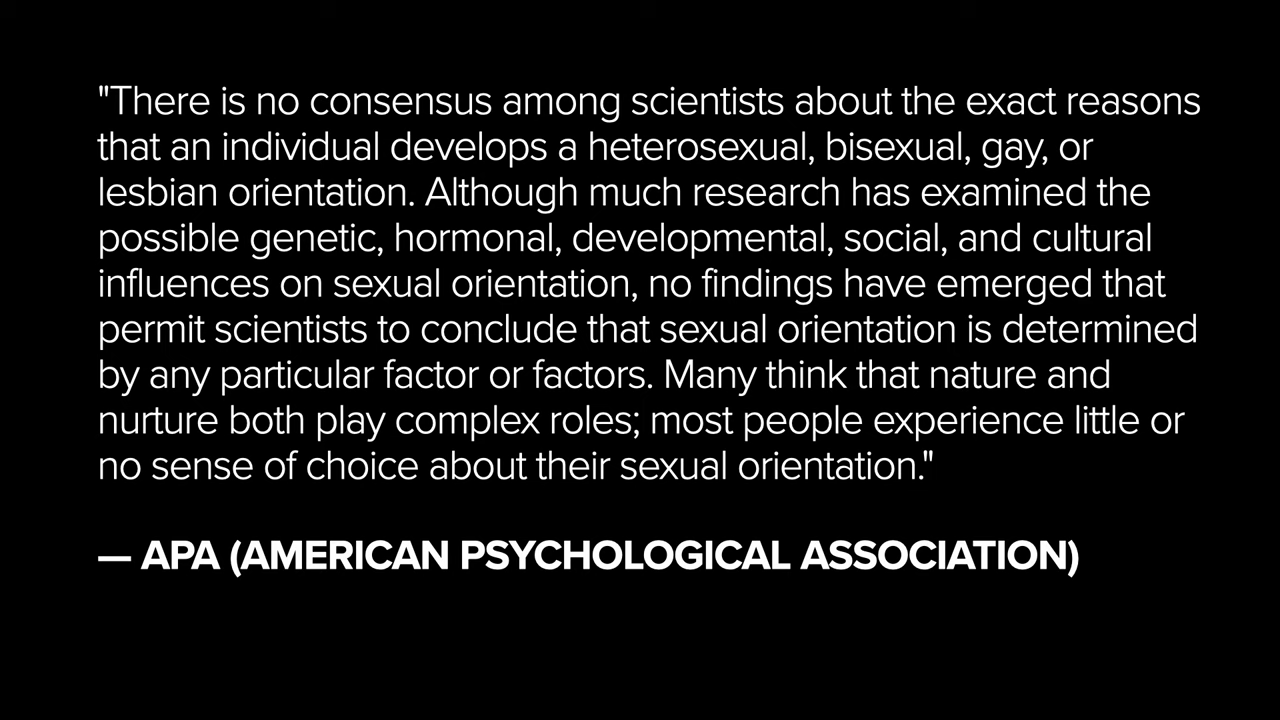 "There is no consensus among scientists about the exact reasons
that an individual develops a heterosexual, bisexual, gay, or
lesbian orientation. Although much research has examined the
possible genetic, hormonal, developmental, social, and cultural
influences on sexual orientation, no findings have emerged that
permit scientists to conclude that sexual orientation is determined
by any particular factor or factors. Many think that nature and
nurture both play complex roles; most people experience little or
no sense of choice about their sexual orientation."
— APA (AMERICAN PSYCHOLOGICAL ASSOCIATION)